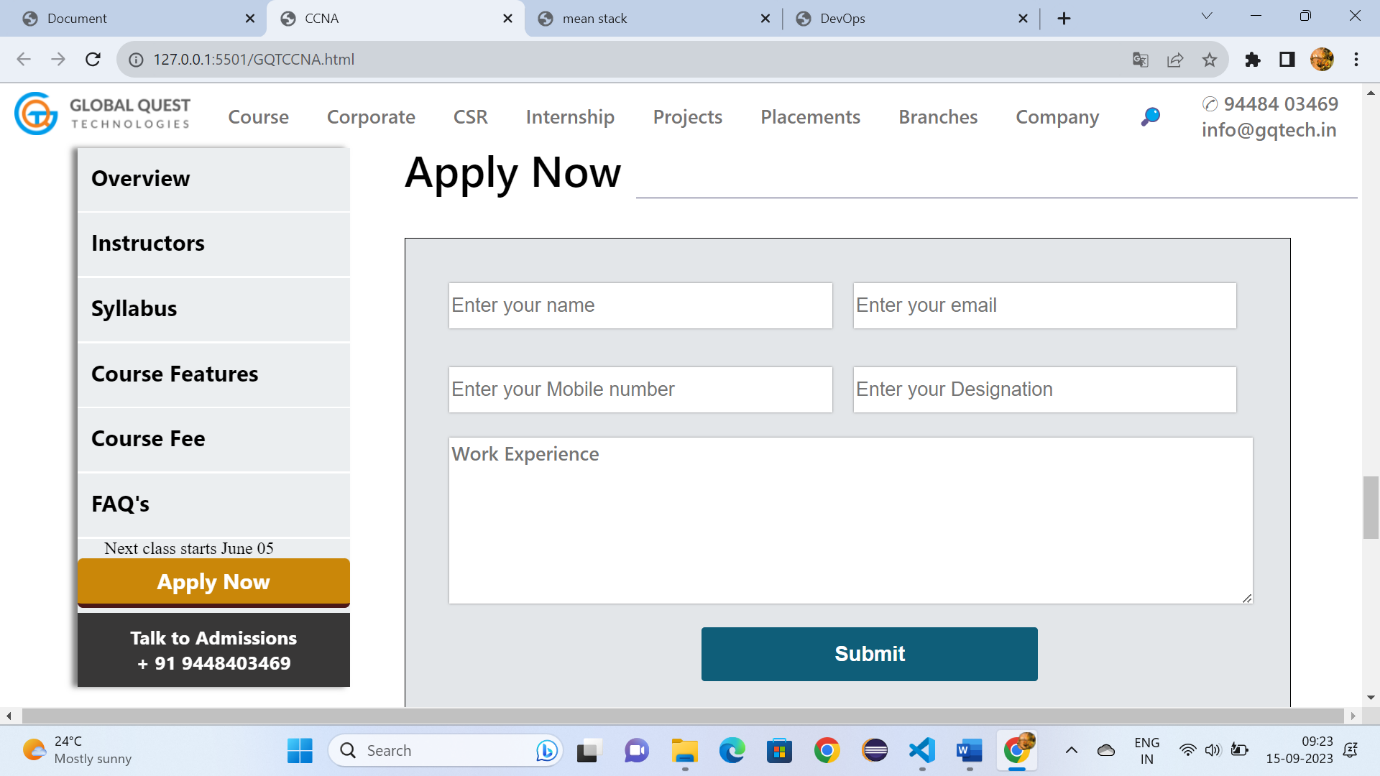 Document
CCNA
mean stack
DevOps
127.0.0.1:5501/GQTCCNA.html
GLOBAL QUEST
TECHNOLOGIES
Course
Corporate
CSR
Internship
Projects
Placements
Branches
Company
✆ 94484 03469
info@gqtech.in
Overview
Instructors
Syllabus
Course Features
Course Fee
FAQ's
Next class starts June 05
Apply Now
Talk to Admissions
+ 91 9448403469
Apply Now
Enter your name
Enter your email
Enter your Mobile number
Enter your Designation
Work Experience
Submit
24°C
Mostly sunny
Search
ENG
IN
09:23
15-09-2023